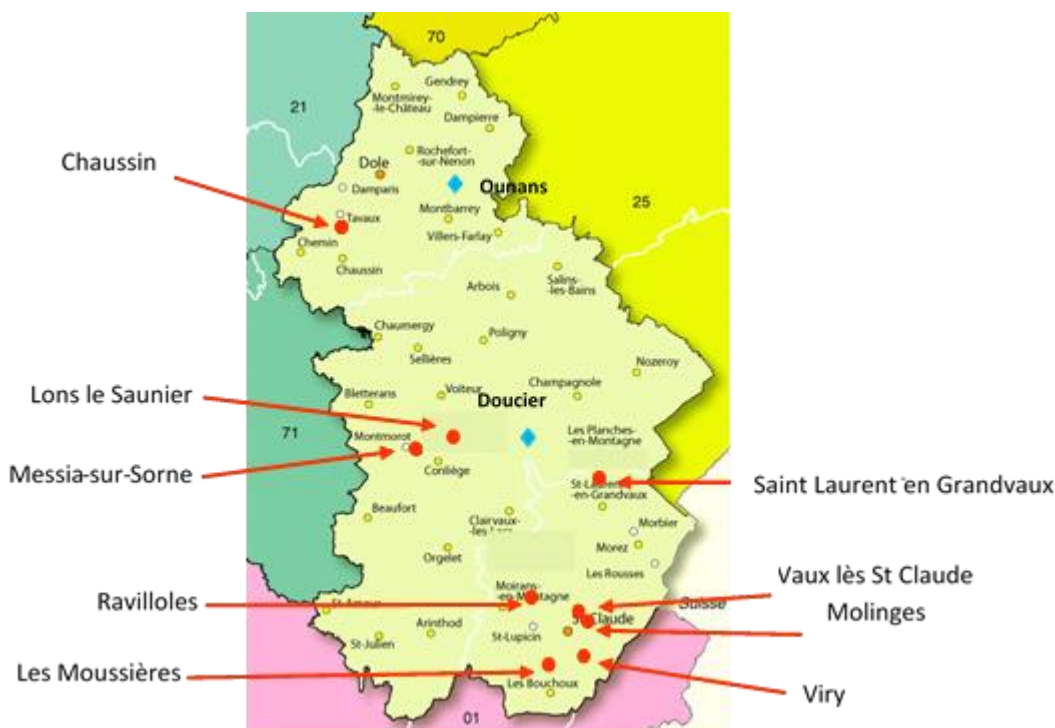 70
Gendrey
Montmirey-
le-Château
21
Dampierre
Chaussin
Rochefort-
sur-Nenon
Dole
Damparis
Ounans
25
Tavaux
Montbarrey
Villers-Farlay
Chemin
Chaussin
Salins-
les-Bains
Arbois
Chaumergy
Poligny
Sellières
Nozeroy
Lons le Saunier
Bletterans
Voiteur
Champagnole
Doucier
71
Montmorot
Les Planches-
en-Montagne
Messia-sur-Sorne
Conliège
Saint Laurent en Grandvaux
St-Laurent
-en-Grandvaux
Beaufort
Clairvaux-
Morbier
Orgelet
Morez
Les Rousses
Moirans-
en-Montagne
Vaux lès St Claude
Ravilloles
Suisse
Molinges
Arinthod
St-Lupicin
St-Julien
Les Moussières
Les Bouchoux
Viry
01